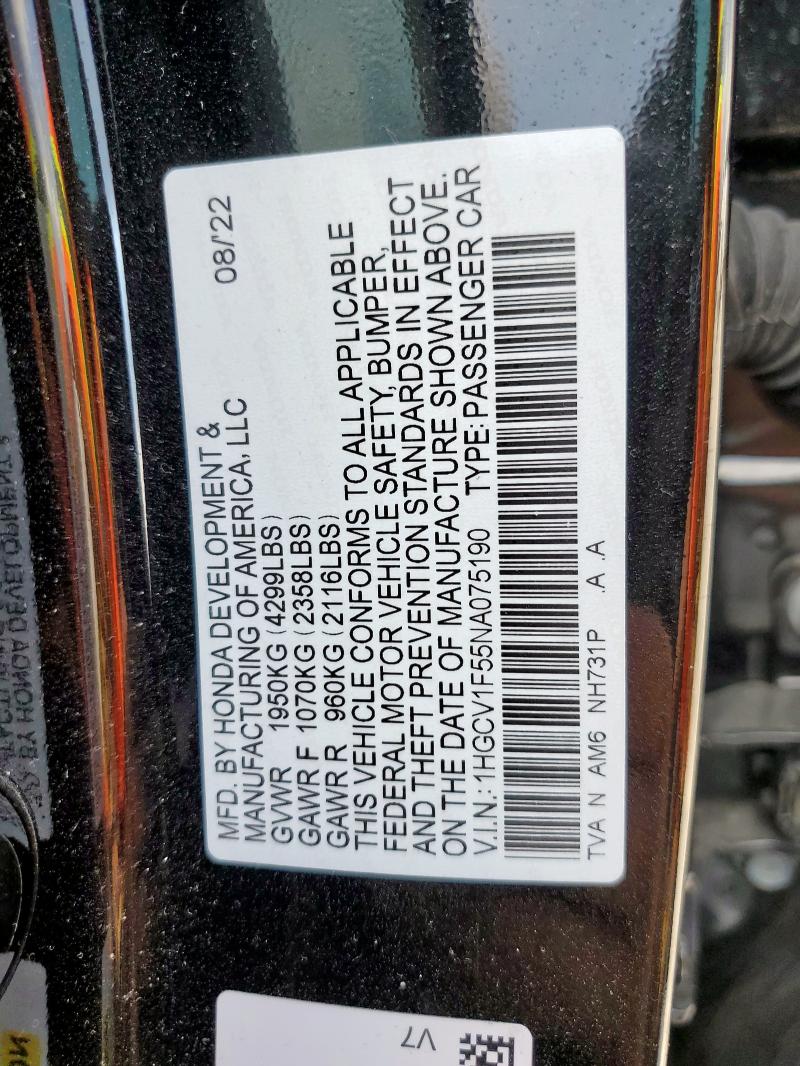 MFD. BY HONDA DEVELOPMENT & 08/'22
MANUFACTURING OF AMERICA, LLC
GVWR 1950KG (4299LBS)
GAWR F 1070KG (2358LBS)
GAWR R 960KG (2116LBS)
THIS VEHICLE CONFORMS TO ALL APPLICABLE
FEDERAL MOTOR VEHICLE SAFETY, BUMPER,
AND THEFT PREVENTION STANDARDS IN EFFECT
ON THE DATE OF MANUFACTURE SHOWN ABOVE.
V.I.N.: 1HGCV1F55NA075190 TYPE: PASSENGER CAR
TVA N AM6 NH731P .A .A
V7